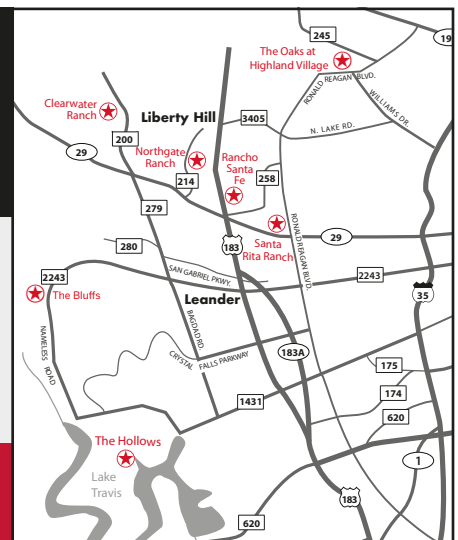 245
19
The Oaks at
Highland Village
RONALD REAGAN BLVD.
WILLIAMS DR.
Clearwater
Ranch
Liberty Hill
3405
N. LAKE RD.
200
29
Northgate
Ranch
Rancho
Santa
Fe
214
258
279
RONALD REAGAN BLVD.
280
183
Santa
Rita Ranch
29
2243
SAN GABRIEL PKWY.
2243
The Bluffs
Leander
35
BAGDAD RD.
NAMELESS ROAD
CRYSTAL FALLS PARKWAY
183A
175
174
1431
620
The Hollows
Lake
Travis
1
183
620